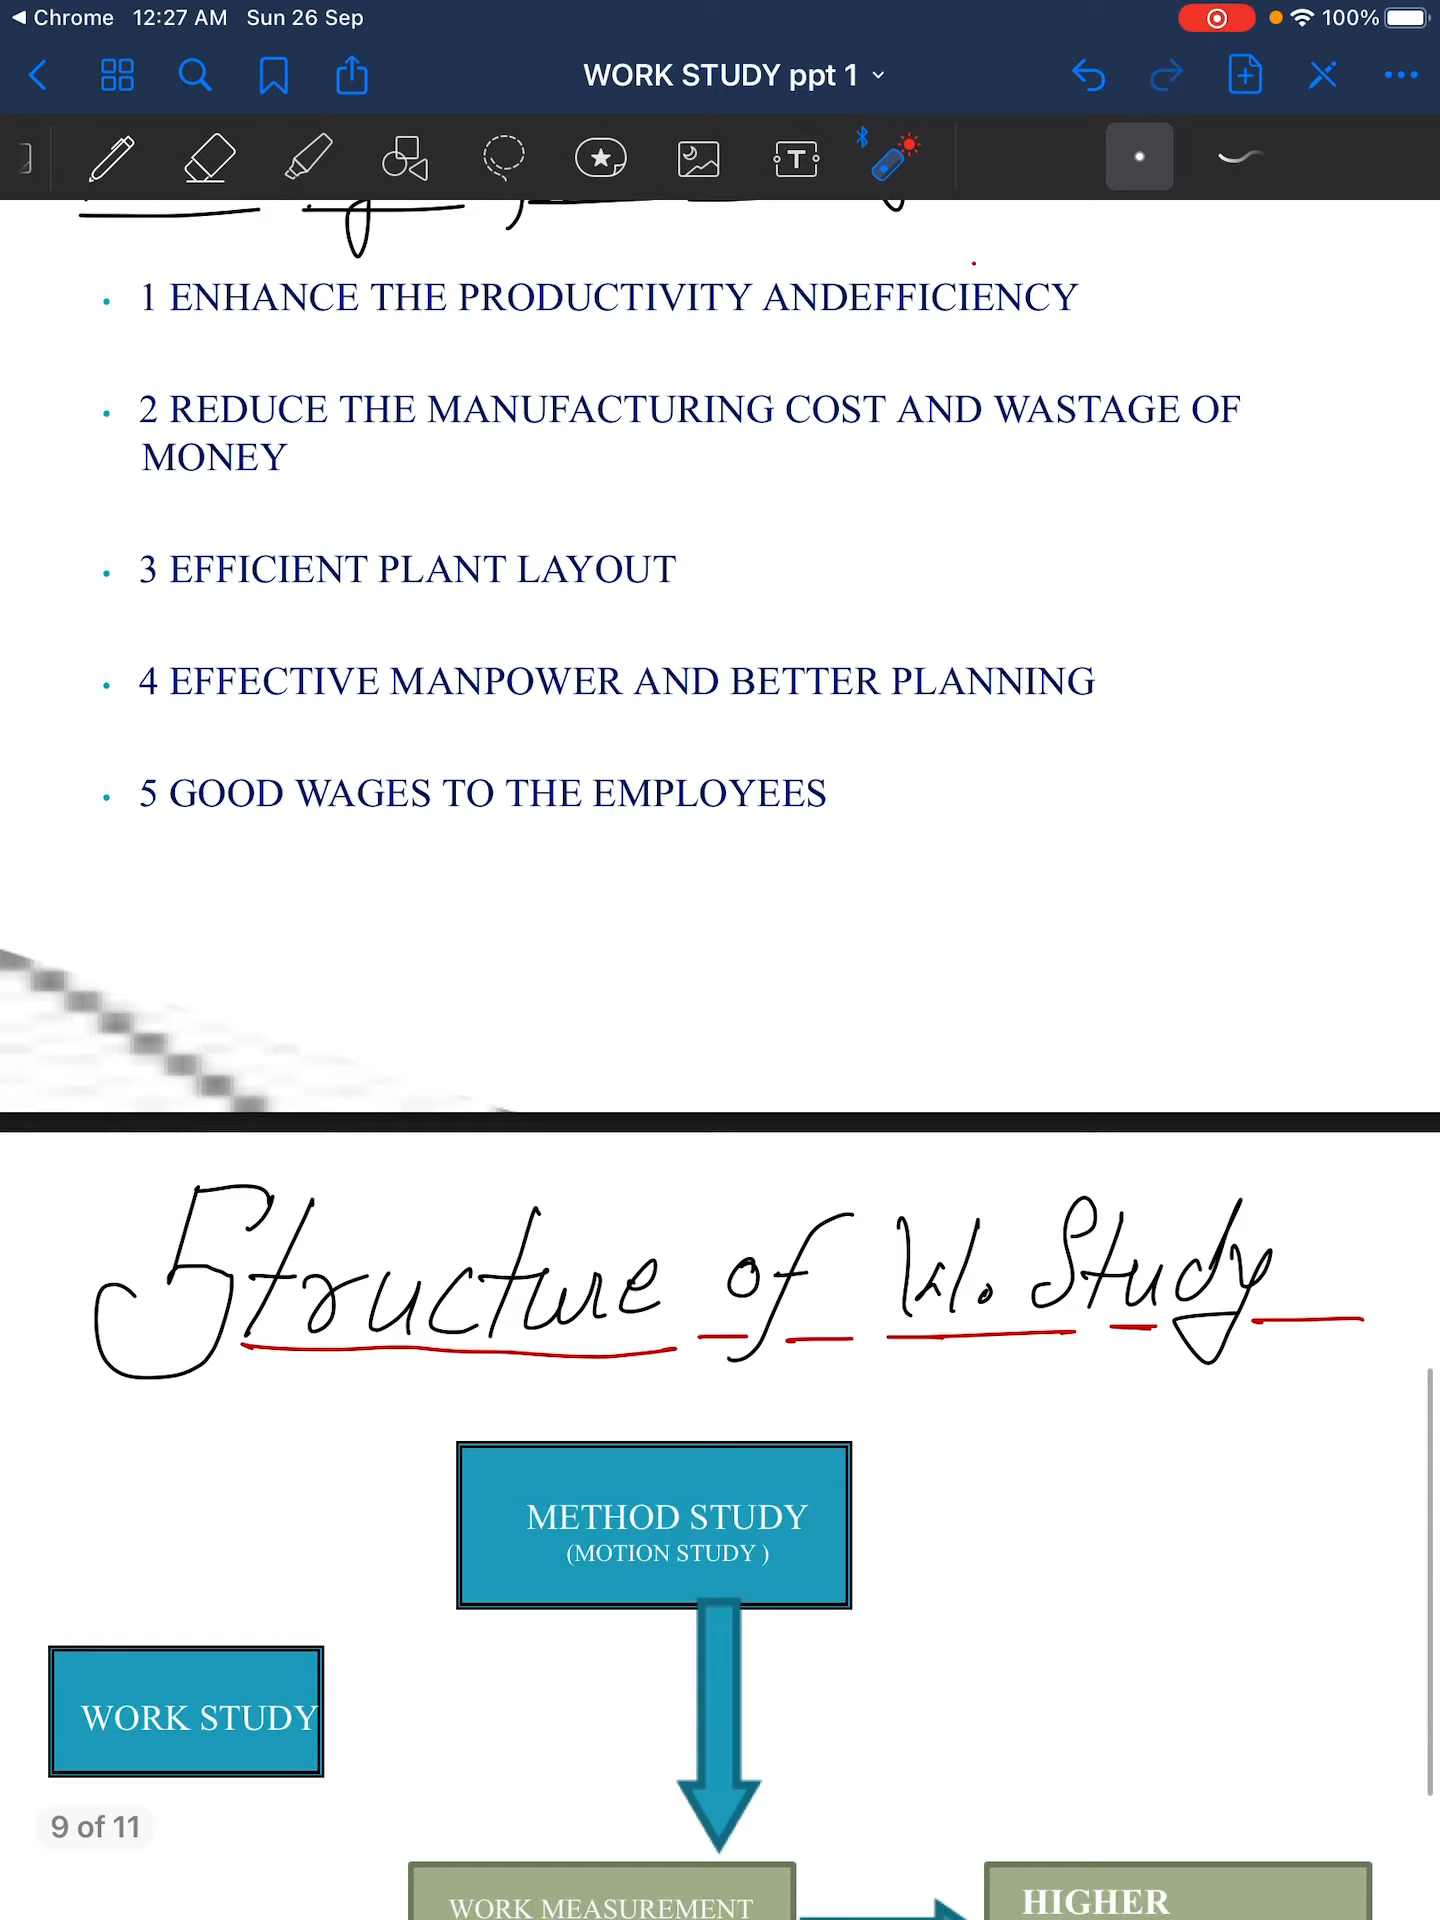 Chrome 12:27 AM Sun 26 Sep 100%
WORK STUDY ppt 1
1 ENHANCE THE PRODUCTIVITY ANDEFFICIENCY
2 REDUCE THE MANUFACTURING COST AND WASTAGE OF
MONEY
3 EFFICIENT PLANT LAYOUT
4 EFFECTIVE MANPOWER AND BETTER PLANNING
5 GOOD WAGES TO THE EMPLOYEES
Structure of W. Study
METHOD STUDY
(MOTION STUDY )
WORK STUDY
9 of 11
WORK MEASUREMENT
HIGHER